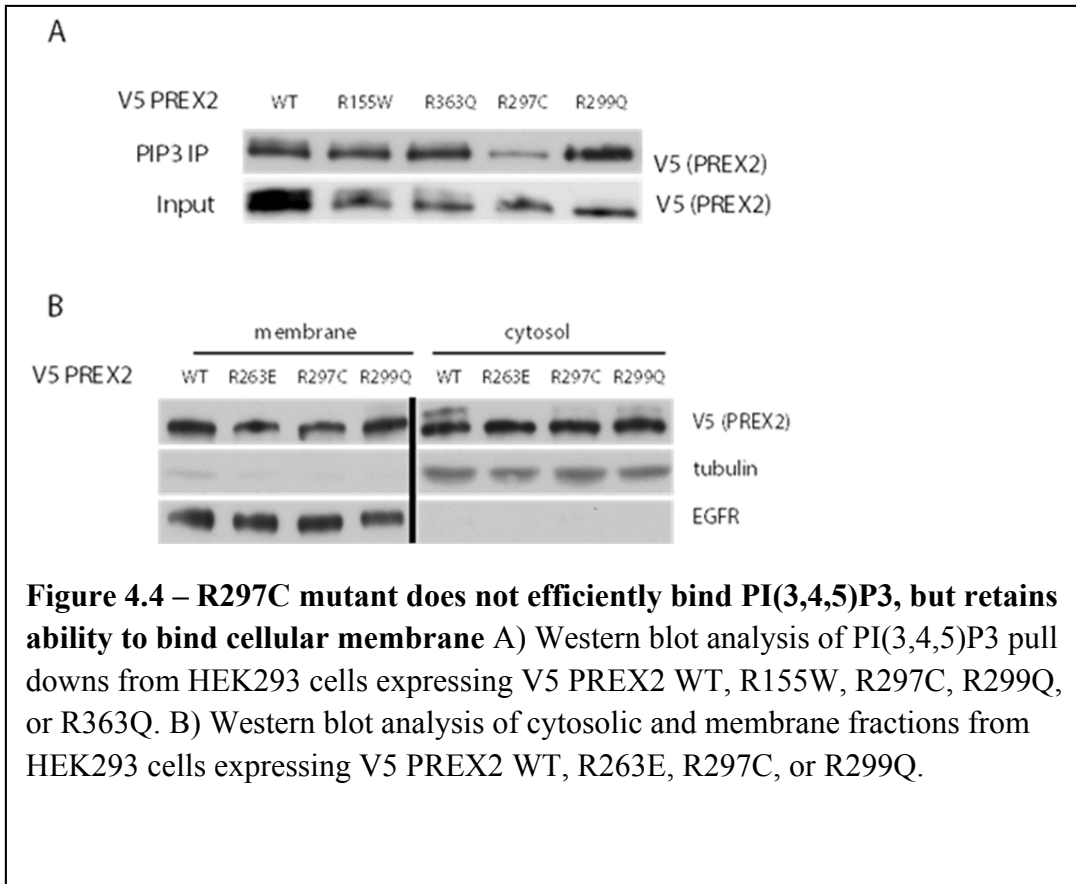 A
V5 PREX2 WT R155W R363Q R297C R299Q
PIP3 IP V5 (PREX2)
Input V5 (PREX2)
B
membrane cytosol
V5 PREX2 WT R263E R297C R299Q WT R263E R297C R299Q
V5 (PREX2)
tubulin
EGFR
Figure 4.4 – R297C mutant does not efficiently bind PI(3,4,5)P3, but retains
ability to bind cellular membrane A) Western blot analysis of PI(3,4,5)P3 pull
downs from HEK293 cells expressing V5 PREX2 WT, R155W, R297C, R299Q,
or R363Q. B) Western blot analysis of cytosolic and membrane fractions from
HEK293 cells expressing V5 PREX2 WT, R263E, R297C, or R299Q.